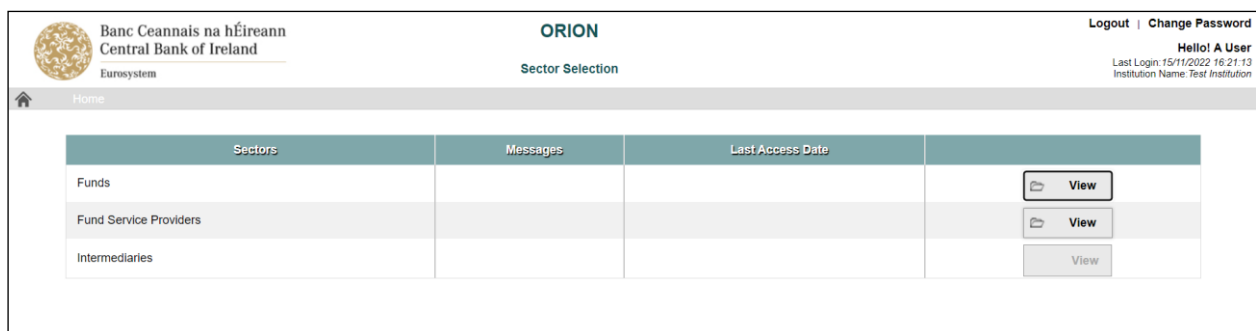 Banc Ceannais na hÉireann
Central Bank of Ireland
Eurosystem
ORION
Sector Selection
Logout | Change Password
Hello! A User
Last Login:15/11/2022 16:21:13
Institution Name:Test Institution
Home
Sectors Messages Last Access Date
Funds View
Fund Service Providers View
Intermediaries View